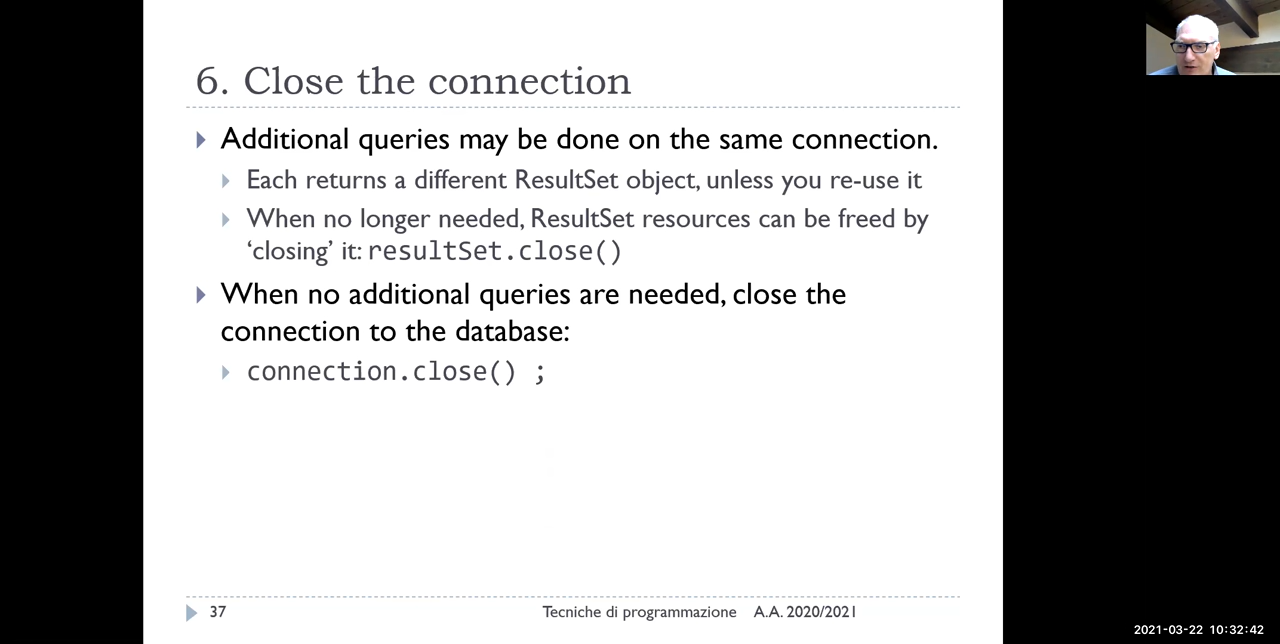 6. Close the connection
Additional queries may be done on the same connection.
Each returns a different ResultSet object, unless you re-use it
When no longer needed, ResultSet resources can be freed by
‘closing’ it: resultSet.close()
When no additional queries are needed, close the
connection to the database:
connection.close() ;
37
Tecniche di programmazione A.A. 2020/2021
2021-03-22 10:32:42